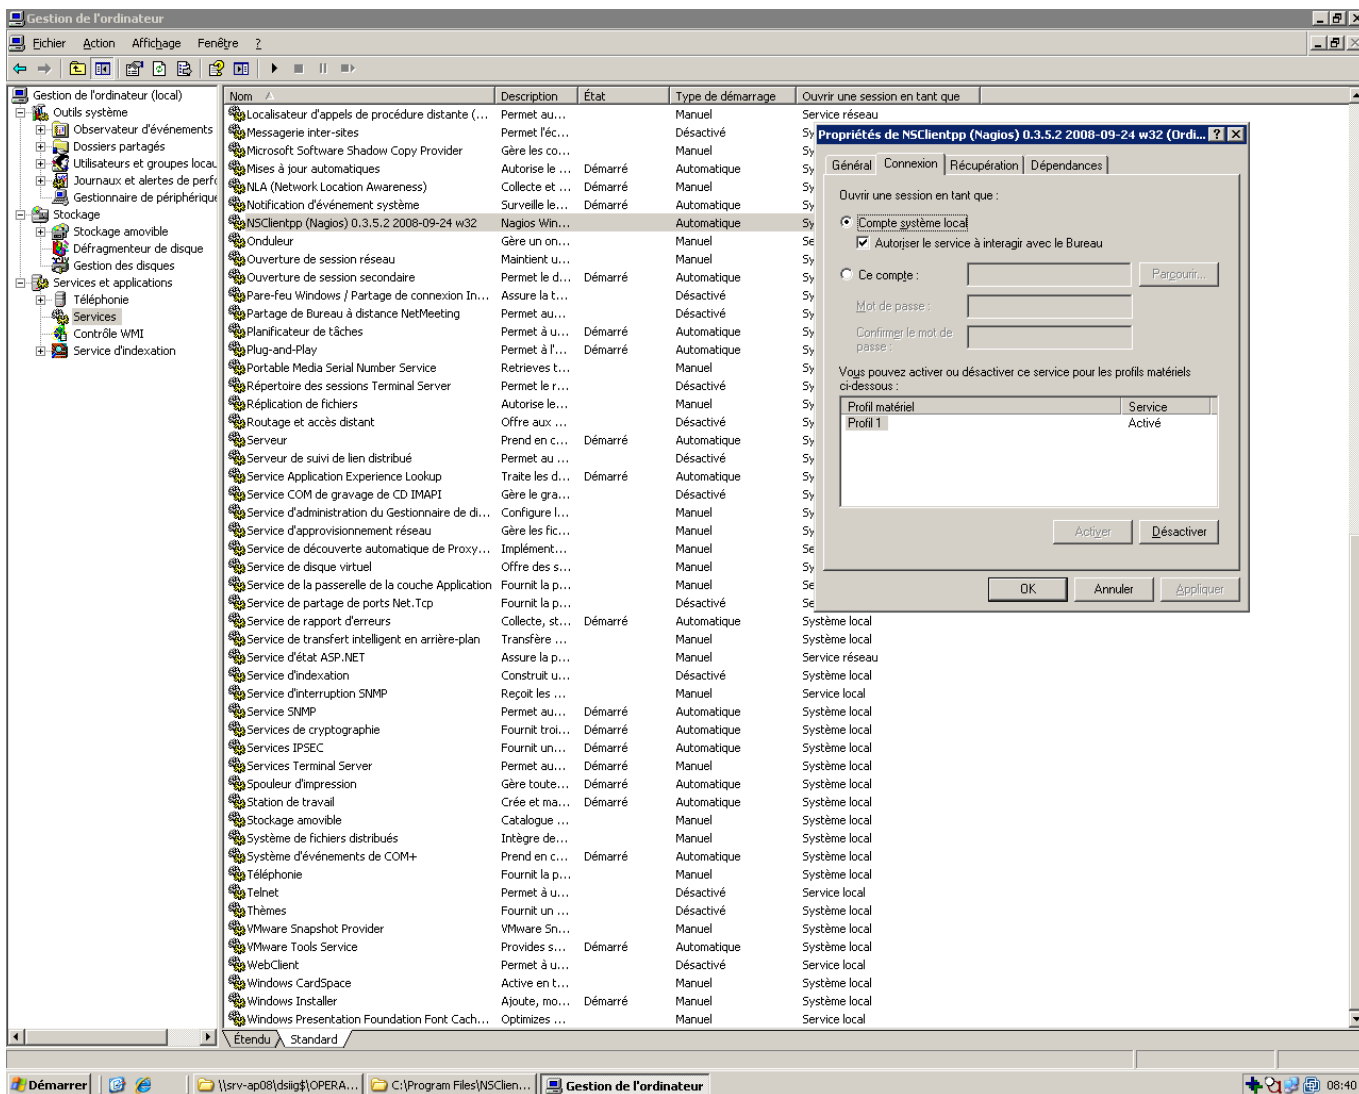 Gestion de l'ordinateur
Fichier Action Affichage Fenêtre ?
Gestion de l'ordinateur (local)
Outils système
Observateur d'événements
Dossiers partagés
Utilisateurs et groupes locau
Journaux et alertes de perfo
Gestionnaire de périphérique
Stockage
Stockage amovible
Défragmenteur de disque
Gestion des disques
Services et applications
Téléphonie
Services
Contrôle WMI
Service d'indexation
Nom Description État Type de démarrage Ouvrir une session en tant que
Localisateur d'appels de procédure distante (... Permet au... Manuel Service réseau
Messagerie inter-sites Permet l'éc... Désactivé Sy
Microsoft Software Shadow Copy Provider Gère les co... Manuel Sy
Mises à jour automatiques Autorise le ... Démarré Automatique Sy
NLA (Network Location Awareness) Collecte et ... Démarré Manuel Sy
Notification d'événement système Surveille le... Démarré Automatique Sy
NSClientpp (Nagios) 0.3.5.2 2008-09-24 w32 Nagios Win... Automatique Sy
Onduleur Gère un on... Manuel Se
Ouverture de session réseau Maintient u... Manuel Sy
Ouverture de session secondaire Permet le d... Démarré Automatique Sy
Pare-feu Windows / Partage de connexion In... Assure la t... Désactivé Sy
Partage de Bureau à distance NetMeeting Permet au... Désactivé Sy
Planificateur de tâches Permet à u... Démarré Automatique Sy
Plug-and-Play Permet à l'... Démarré Automatique Sy
Portable Media Serial Number Service Retrieves t... Manuel Sy
Répertoire des sessions Terminal Server Permet le r... Désactivé Sy
Réplication de fichiers Autorise le... Manuel Sy
Routage et accès distant Offre aux ... Désactivé Sy
Serveur Prend en c... Démarré Automatique Sy
Serveur de suivi de lien distribué Permet au ... Désactivé Sy
Service Application Experience Lookup Traite les d... Démarré Automatique Sy
Service COM de gravage de CD IMAPI Gère le gra... Désactivé Sy
Service d'administration du Gestionnaire de di... Configure l... Manuel Sy
Service d'approvisionnement réseau Gère les fic... Manuel Sy
Service de découverte automatique de Proxy... Implément... Manuel Se
Service de disque virtuel Offre des s... Manuel Sy
Service de la passerelle de la couche Application Fournit la p... Manuel Se
Service de partage de ports Net.Tcp Fournit la p... Désactivé Se
Service de rapport d'erreurs Collecte, st... Démarré Automatique Système local
Service de transfert intelligent en arrière-plan Transfère ... Manuel Système local
Service d'état ASP.NET Assure la p... Manuel Service réseau
Service d'indexation Construit u... Désactivé Système local
Service d'interruption SNMP Reçoit les ... Manuel Service local
Service SNMP Permet au... Démarré Automatique Système local
Services de cryptographie Fournit troi... Démarré Automatique Système local
Services IPSEC Fournit un... Démarré Automatique Système local
Services Terminal Server Permet au... Démarré Manuel Système local
Spouleur d'impression Gère toute... Démarré Automatique Système local
Station de travail Crée et ma... Démarré Automatique Système local
Stockage amovible Catalogue ... Manuel Système local
Système de fichiers distribués Intègre de... Manuel Système local
Système d'événements de COM+ Prend en c... Démarré Automatique Système local
Téléphonie Fournit la p... Manuel Système local
Telnet Permet à u... Désactivé Service local
Thèmes Fournit un ... Désactivé Système local
VMware Snapshot Provider VMware Sn... Manuel Système local
VMware Tools Service Provides s... Démarré Automatique Système local
WebClient Permet à u... Désactivé Service local
Windows CardSpace Active en t... Manuel Système local
Windows Installer Ajoute, mo... Démarré Manuel Système local
Windows Presentation Foundation Font Cach... Optimizes ... Manuel Service local
Étendu Standard
Propriétés de NSClientpp (Nagios) 0.3.5.2 2008-09-24 w32 (Ordi...
Général Connexion Récupération Dépendances
Ouvrir une session en tant que :
Compte système local
Autoriser le service à interagir avec le Bureau
Ce compte : Parcourir...
Mot de passe :
Confirmer le mot de
passe :
Vous pouvez activer ou désactiver ce service pour les profils matériels
ci-dessous :
Profil matériel Service
Profil 1 Activé
Activer Désactiver
OK Annuler Appliquer
Démarrer \\srv-ap08\dsiig$\OPERA... C:\Program Files\NSClien... Gestion de l'ordinateur 08:40